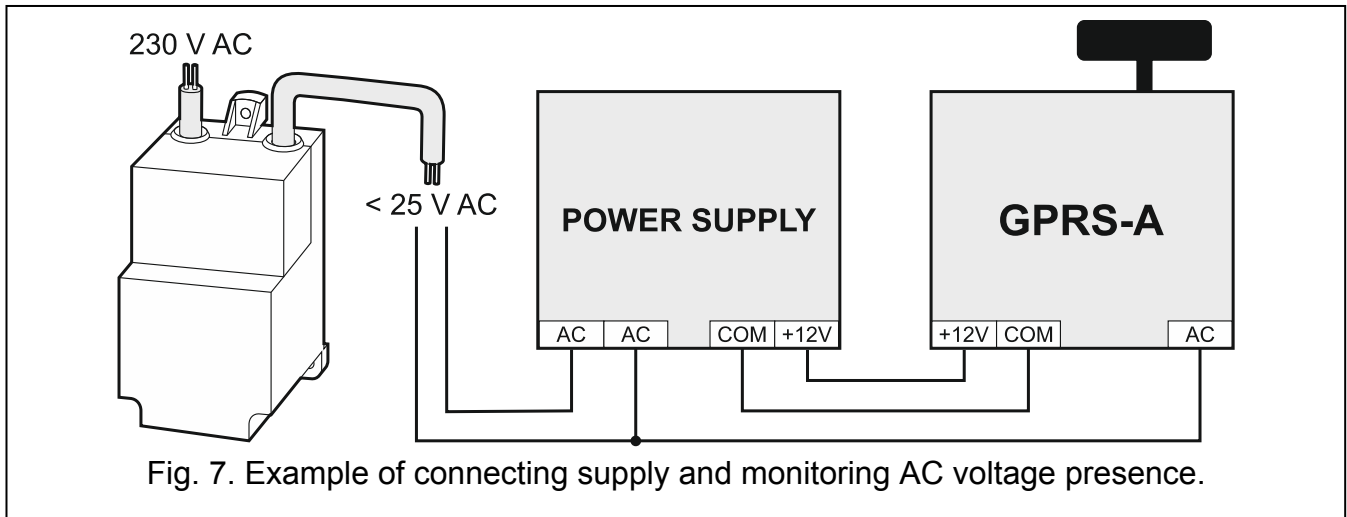 230 V AC
< 25 V AC
POWER SUPPLY
GPRS-A
AC AC COM +12V
+12V COM AC
Fig. 7. Example of connecting supply and monitoring AC voltage presence.